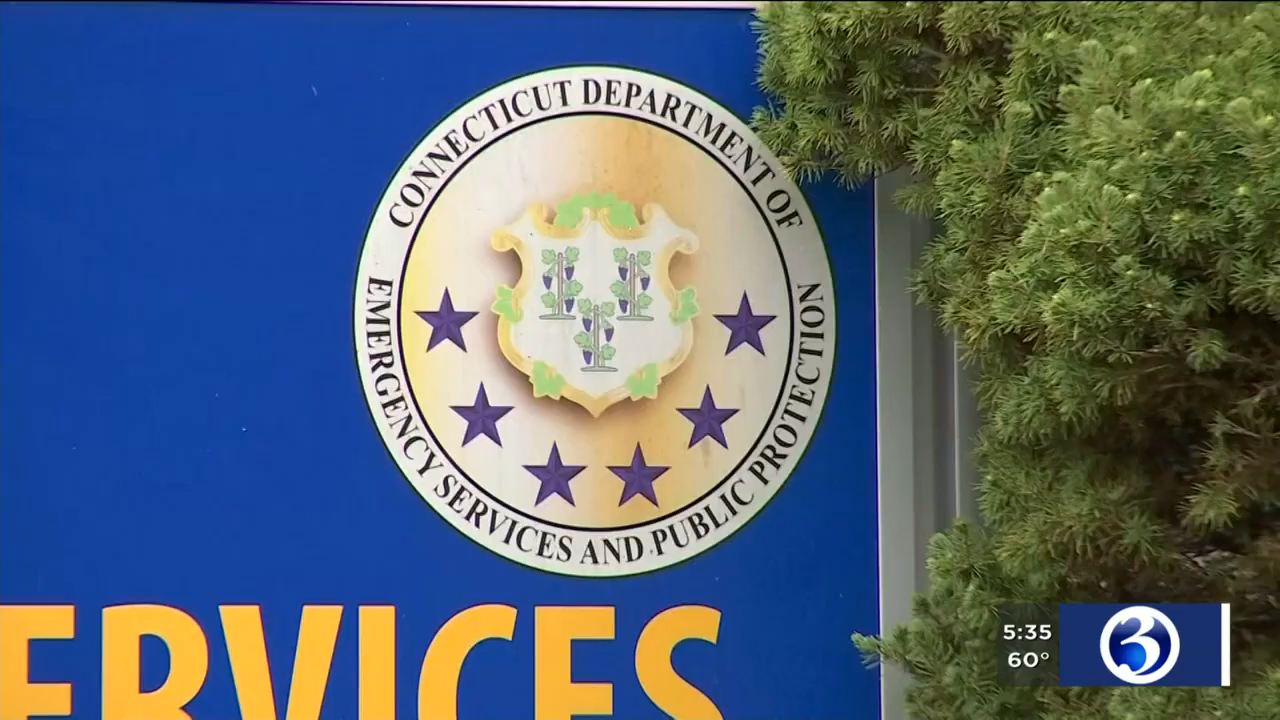 CONNECTICUT DEPARTMENT OF
EMERGENCY SERVICES AND PUBLIC PROTECTION
ERVICES
5:35
60°
3